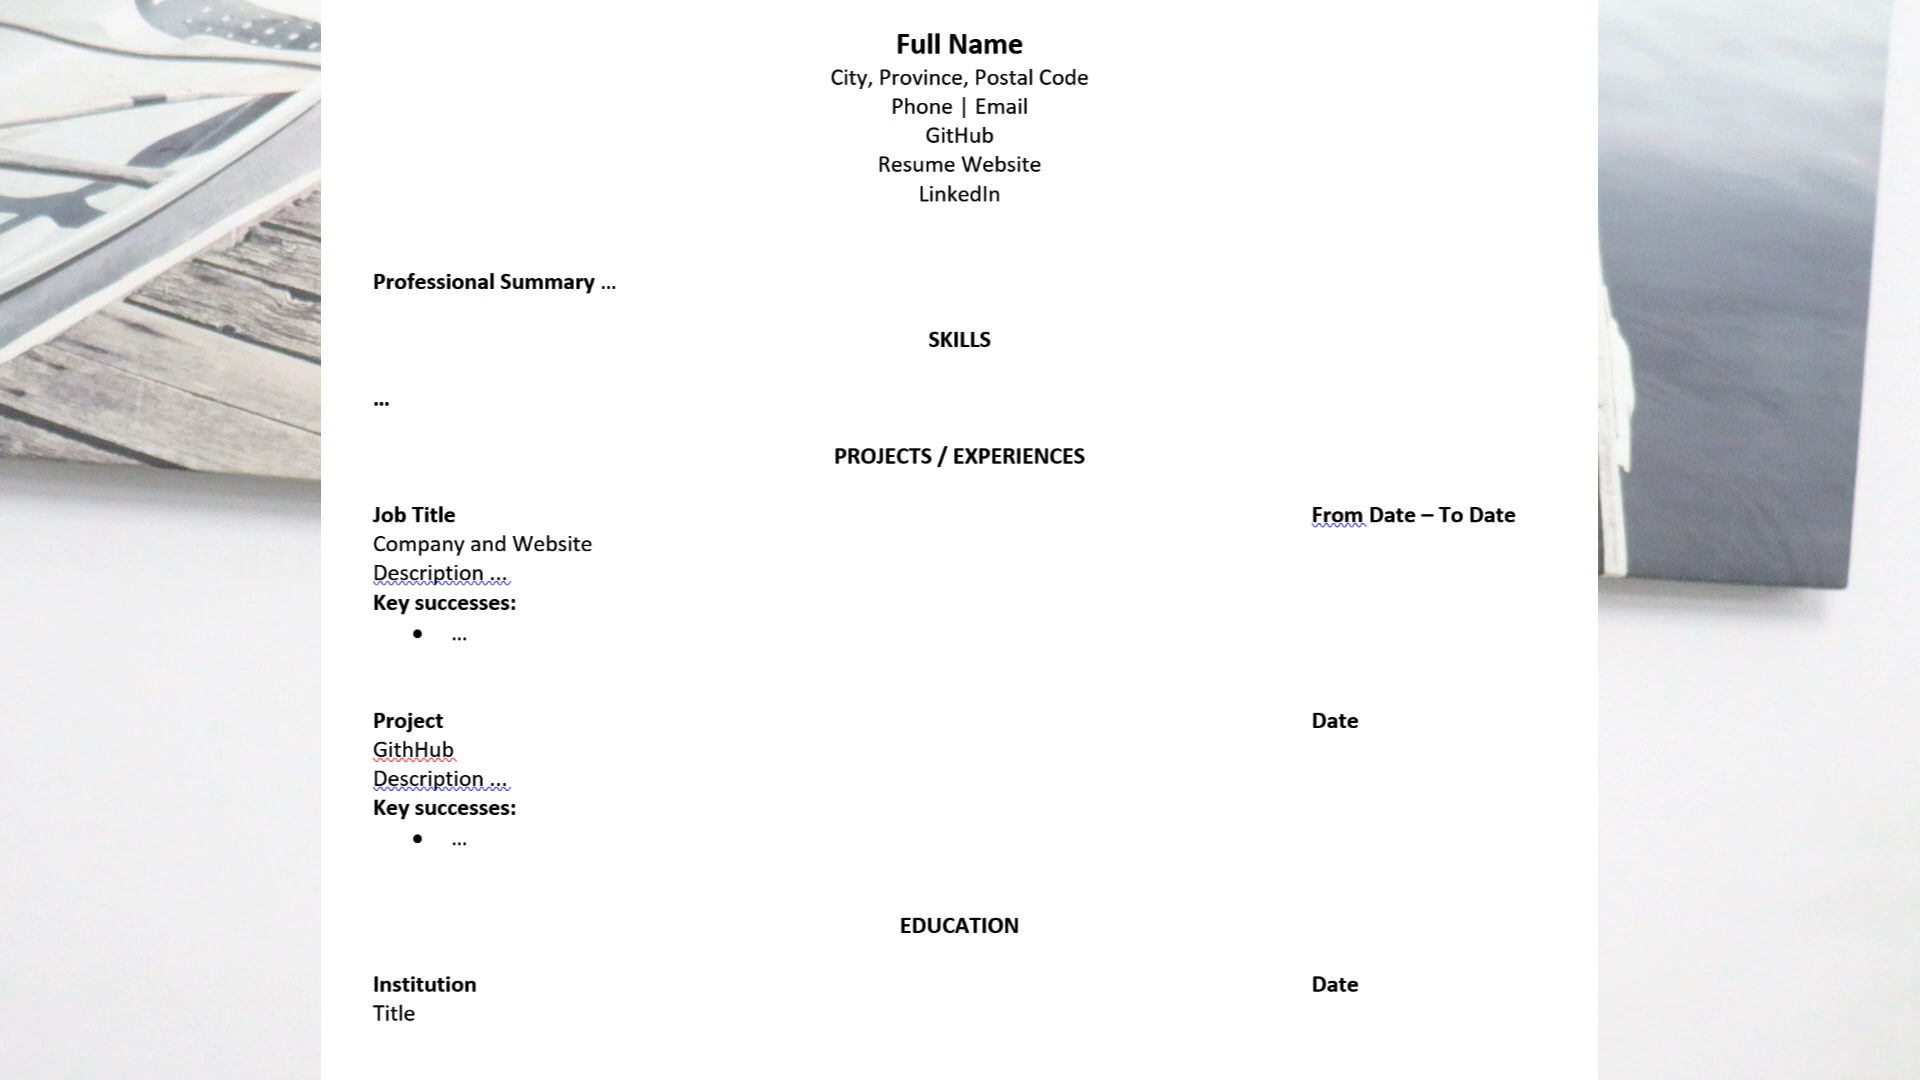 Full Name
City, Province, Postal Code
Phone | Email
GitHub
Resume Website
LinkedIn
Professional Summary ...
SKILLS
...
PROJECTS / EXPERIENCES
Job Title From Date – To Date
Company and Website
Description ...
Key successes:
• ...
Project Date
GithHub
Description ...
Key successes:
• ...
EDUCATION
Institution Date
Title